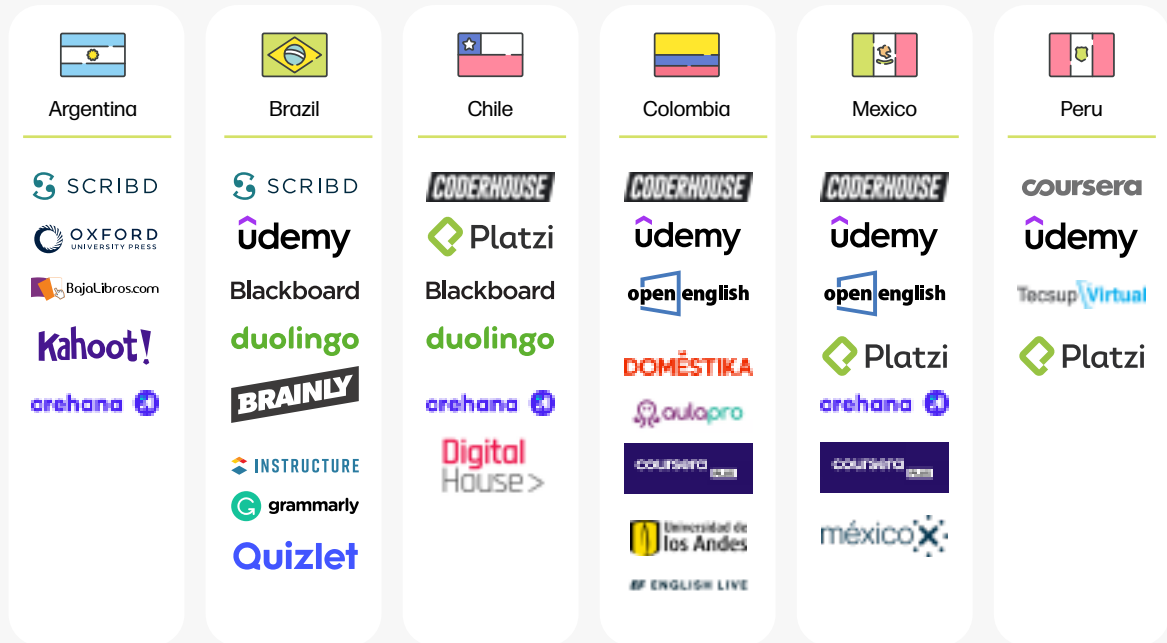 Argentina
SCRIBD
OXFORD
UNIVERSITY PRESS
BajaLibros.com
Kahoot!
crehana
Brazil
SCRIBD
udemy
Blackboard
duolingo
BRAINLY
INSTRUCTURE
grammarly
Quizlet
Chile
CODERHOUSE
Platzi
Blackboard
duolingo
crehana
Digital
House>
Colombia
CODERHOUSE
udemy
open english
DOMĒSTIKA
aulapro
coursera
Universidad de
los Andes
EF ENGLISH LIVE
Mexico
CODERHOUSE
udemy
open english
Platzi
crehana
coursera
méxicoX
Peru
coursera
udemy
Tecsup Virtual
Platzi